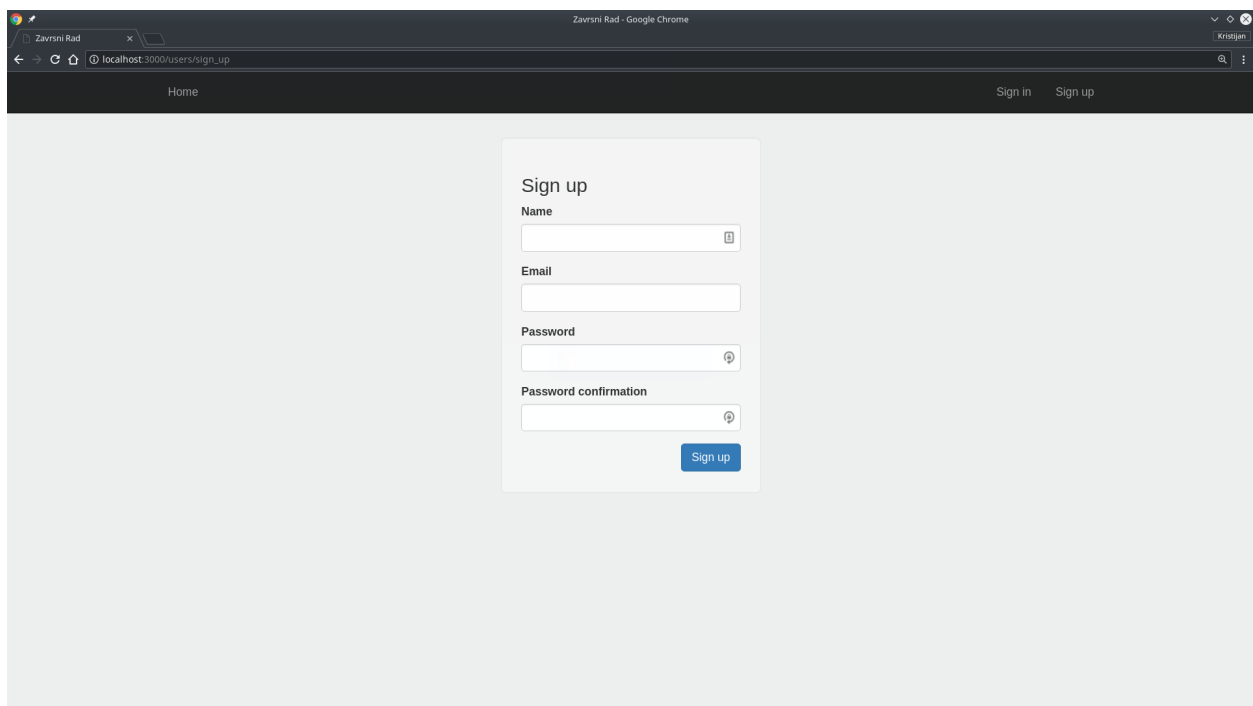 Zavrsni Rad - Google Chrome
Zavrsni Rad
Kristijan
localhost:3000/users/sign_up
Home Sign in Sign up
Sign up
Name
Email
Password
Password confirmation
Sign up